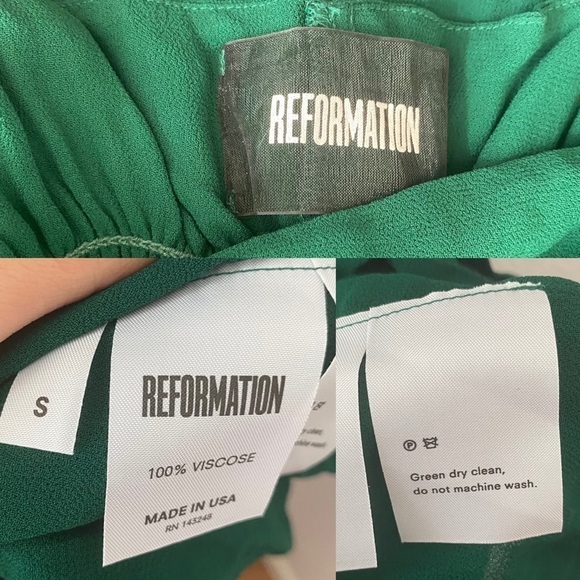 REFORMATION
S
REFORMATION
100% VISCOSE
MADE IN USA
RN 143248
P
Green dry clean,
do not machine wash.